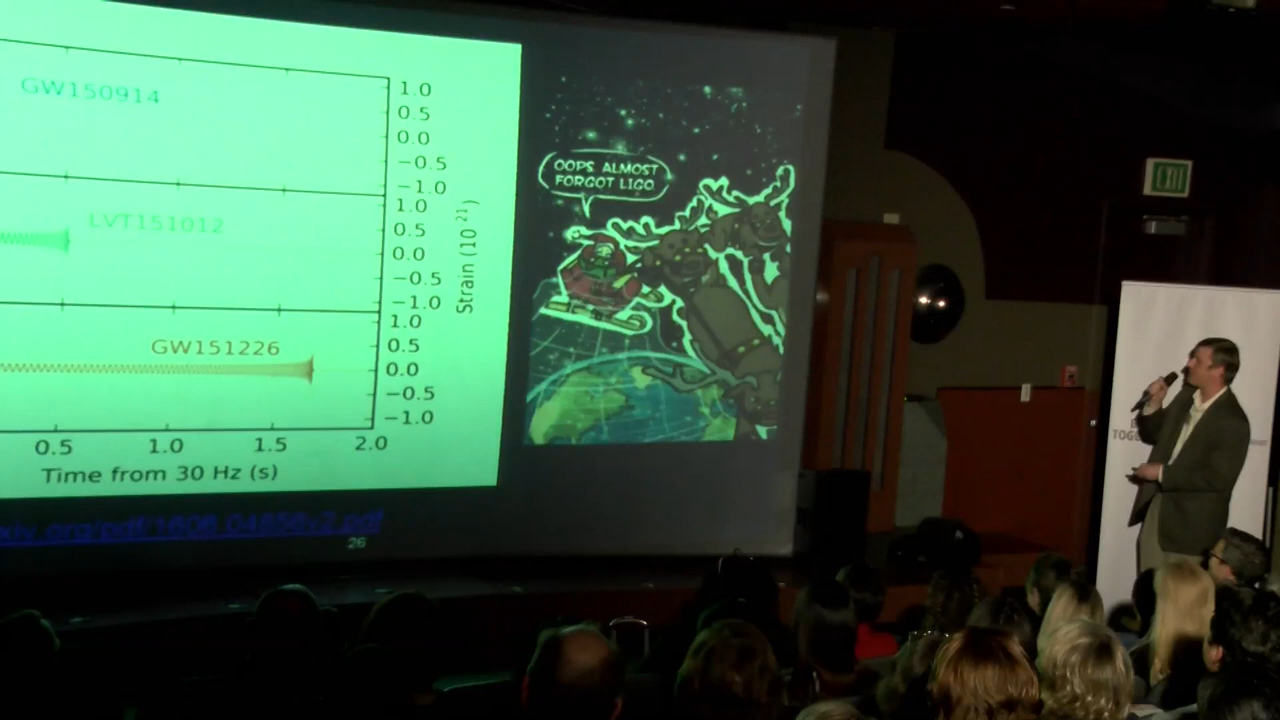 GW150914
1.0
0.5
0.0
−0.5
−1.0
LVT151012
1.0
0.5
0.0
−0.5
−1.0
GW151226
1.0
0.5
0.0
−0.5
−1.0
Strain (10^21)
0.5 1.0 1.5 2.0
Time from 30 Hz (s)
26
OOPS, ALMOST
FORGOT LIGO
EXIT